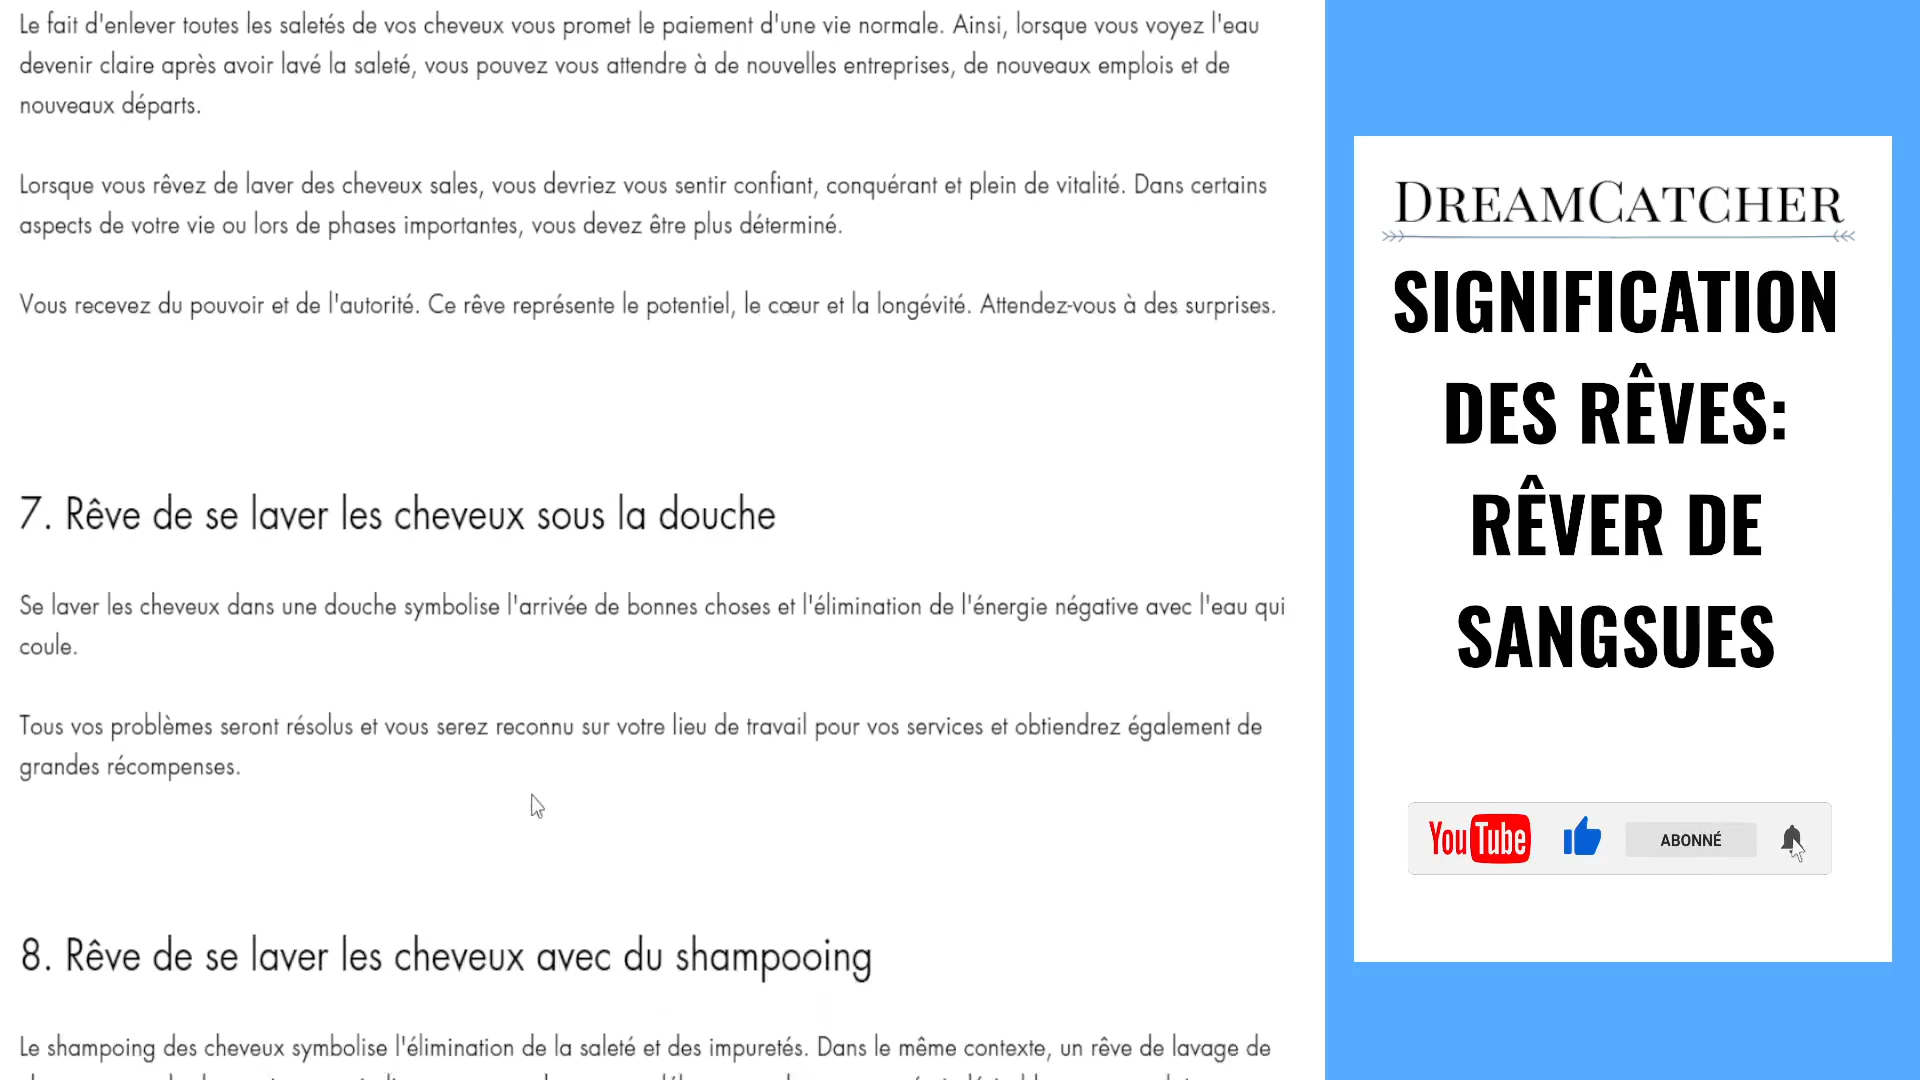 Le fait d'enlever toutes les saletés de vos cheveux vous promet le paiement d'une vie normale. Ainsi, lorsque vous voyez l'eau
devenir claire après avoir lavé la saleté, vous pouvez vous attendre à de nouvelles entreprises, de nouveaux emplois et de
nouveaux départs.
Lorsque vous rêvez de laver des cheveux sales, vous devriez vous sentir confiant, conquérant et plein de vitalité. Dans certains
aspects de votre vie ou lors de phases importantes, vous devez être plus déterminé.
Vous recevez du pouvoir et de l'autorité. Ce rêve représente le potentiel, le cœur et la longévité. Attendez-vous à des surprises.
7. Rêve de se laver les cheveux sous la douche
Se laver les cheveux dans une douche symbolise l'arrivée de bonnes choses et l'élimination de l'énergie négative avec l'eau qui
coule.
Tous vos problèmes seront résolus et vous serez reconnu sur votre lieu de travail pour vos services et obtiendrez également de
grandes récompenses.
8. Rêve de se laver les cheveux avec du shampooing
Le shampoing des cheveux symbolise l'élimination de la saleté et des impuretés. Dans le même contexte, un rêve de lavage de
DREAMCATCHER
SIGNIFICATION
DES RÊVES:
RÊVER DE
SANGSUES
YouTube
ABONNÉ